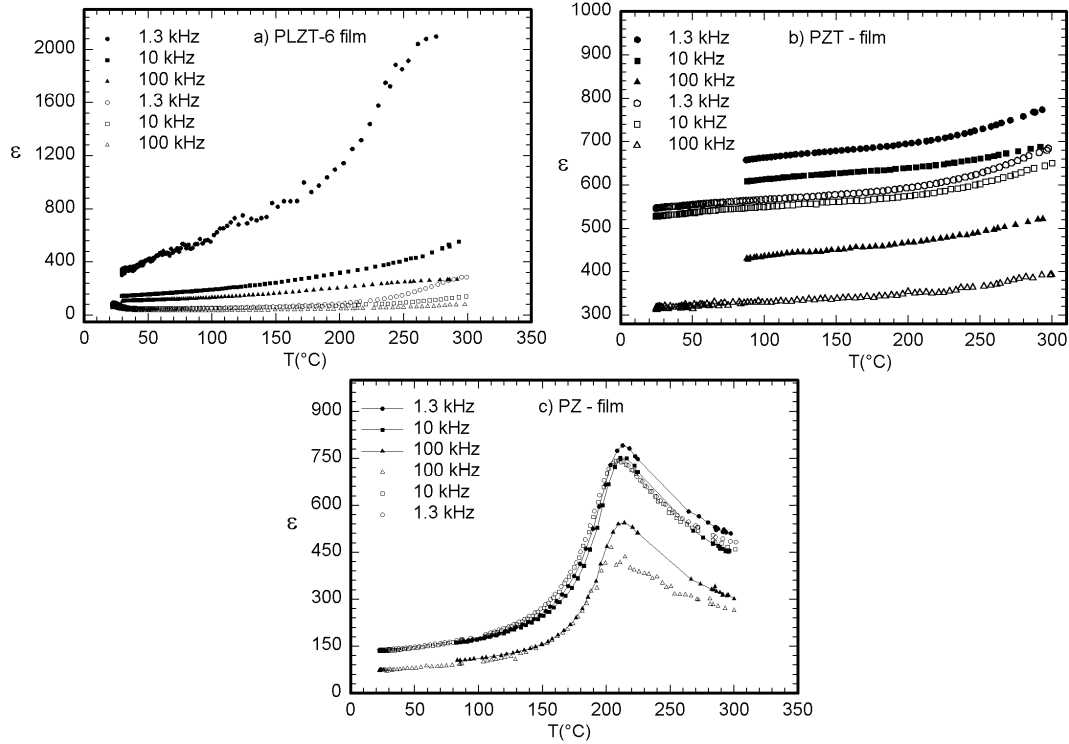 a) PLZT-6 film
1.3 kHz
10 kHz
100 kHz
1.3 kHz
10 kHz
100 kHz
2000
1600
1200
800
400
0
ε
0 50 100 150 200 250 300 350
T(°C)
b) PZT - film
1.3 kHz
10 kHz
100 kHz
1.3 kHz
10 kHZ
100 kHz
1000
900
800
700
600
500
400
300
ε
0 50 100 150 200 250 300
T(°C)
c) PZ - film
1.3 kHz
10 kHz
100 kHz
100 kHz
10 kHz
1.3 kHz
900
750
600
450
300
150
0
ε
0 50 100 150 200 250 300 350
T(°C)